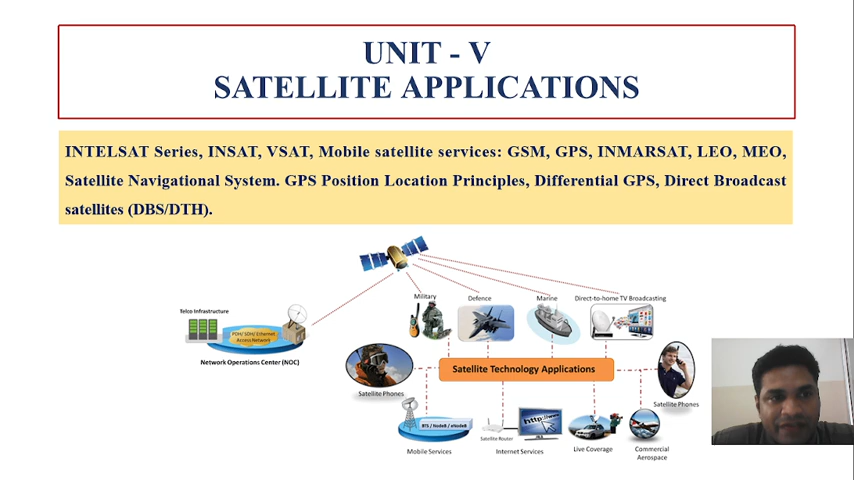 UNIT - V
SATELLITE APPLICATIONS
INTELSAT Series, INSAT, VSAT, Mobile satellite services: GSM, GPS, INMARSAT, LEO, MEO,
Satellite Navigational System. GPS Position Location Principles, Differential GPS, Direct Broadcast
satellites (DBS/DTH).
Military
Defence
Marine
Direct-to-home TV Broadcasting
Telco Infrastructure
PDH/ SDH/ Ethernet
Access Network
Network Operations Center (NOC)
Satellite Technology Applications
Satellite Phones
Satellite Phones
BTS / NodeB / eNodeB
http://www
Satellite Router
Mobile Services
Internet Services
Live Coverage
Commercial
Aerospace